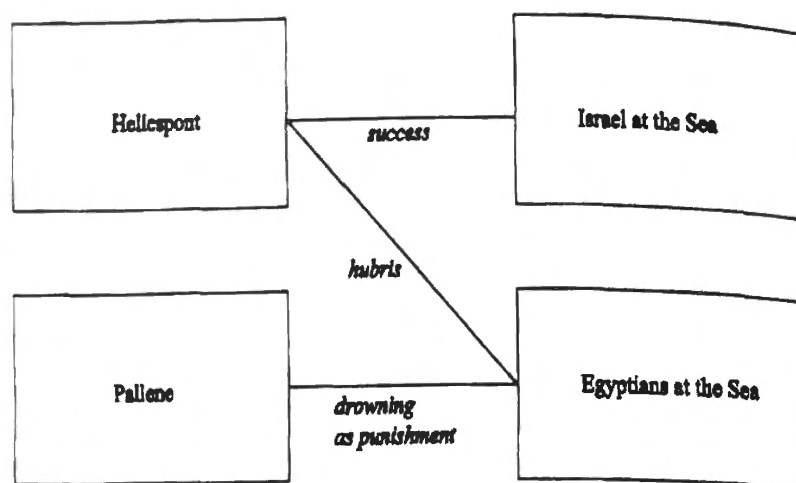 Hellespont
success
Israel at the Sea
hubris
Pallene
drowning
as punishment
Egyptians at the Sea